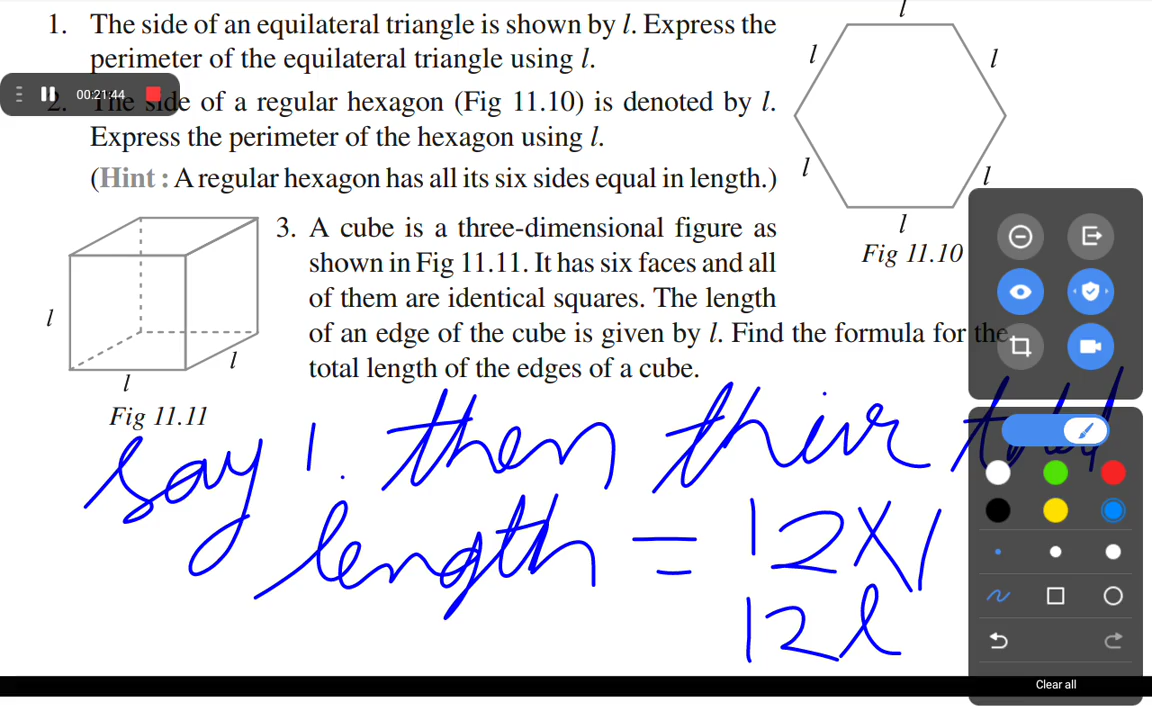 l
1. The side of an equilateral triangle is shown by l. Express the
perimeter of the equilateral triangle using l.
l
l
00:21:44
2. The side of a regular hexagon (Fig 11.10) is denoted by l.
Express the perimeter of the hexagon using l.
(Hint : A regular hexagon has all its six sides equal in length.)
l
l
l
Fig 11.10
3. A cube is a three-dimensional figure as
shown in Fig 11.11. It has six faces and all
of them are identical squares. The length
of an edge of the cube is given by l. Find the formula for the
total length of the edges of a cube.
l
l
l
Fig 11.11
Say l. then
length = 12 × l
12l
Clear all